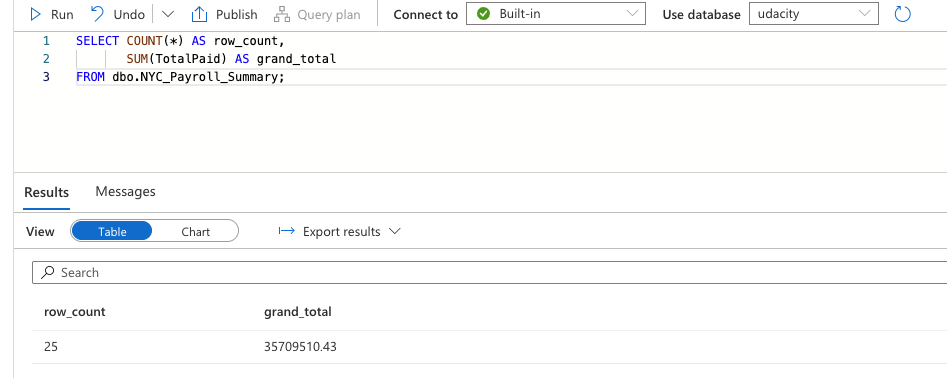 Run Undo Publish Query plan Connect to Built-in Use database udacity
1 SELECT COUNT(*) AS row_count,
2 SUM(TotalPaid) AS grand_total
3 FROM dbo.NYC_Payroll_Summary;
Results Messages
View Table Chart Export results
Search
row_count grand_total
25 35709510.43